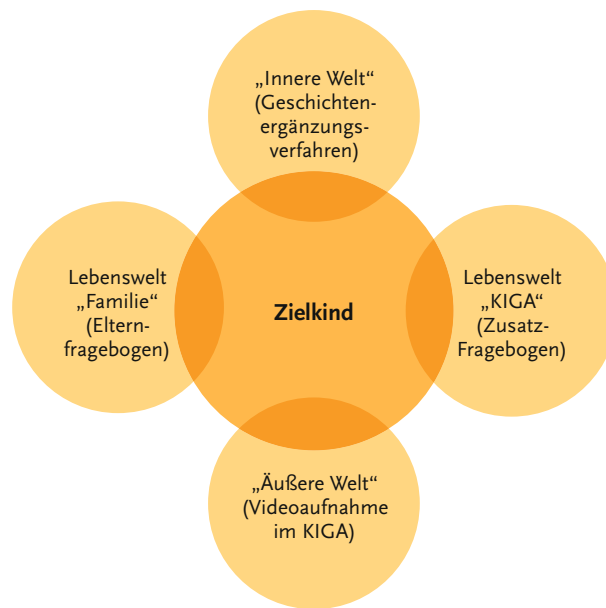 „Innere Welt“
(Geschichten-
ergänzungs-
verfahren)
Lebenswelt
„Familie“
(Eltern-
fragebogen)
Zielkind
Lebenswelt
„KIGA“
(Zusatz-
Fragebogen)
„Äußere Welt“
(Videoaufnahme
im KIGA)